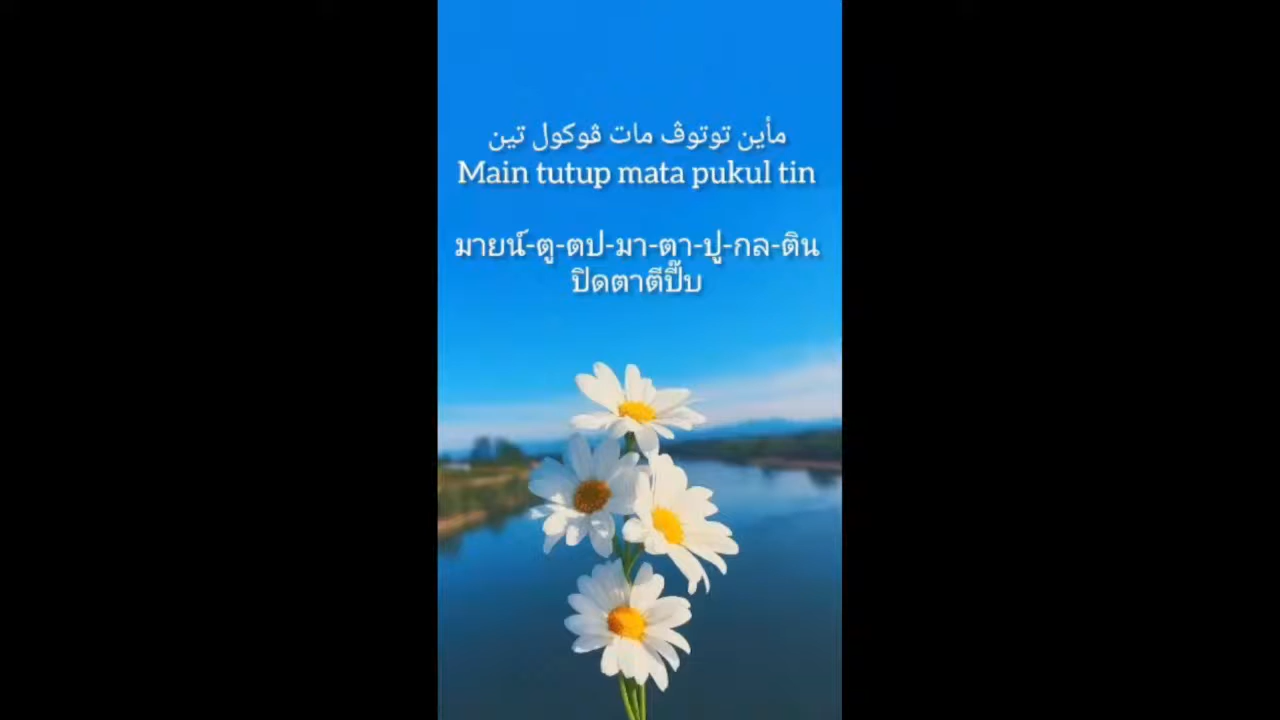 مأين توتوڤ مات ڤوكول تين
Main tutup mata pukul tin
มายน์-ตู-ตป-มา-ตา-ปู-กล-ติน
ปิดตาตีปี๊บ